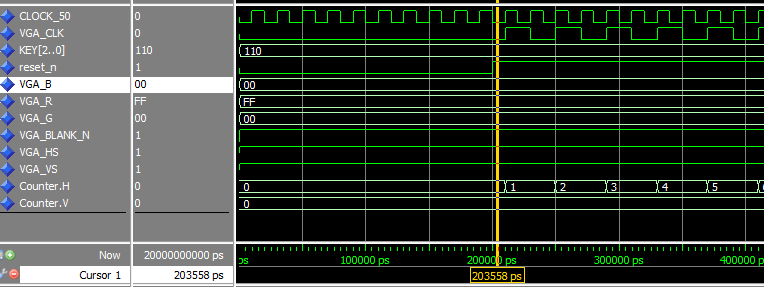 CLOCK_50 0
VGA_CLK 0
KEY[2..0] 110 110
reset_n 1
VGA_B 00 00
VGA_R FF FF
VGA_G 00 00
VGA_BLANK_N 1
VGA_HS 1
VGA_VS 1
Counter.H 0 0 1 2 3 4 5
Counter.V 0 0
Now 20000000000 ps ps 100000 ps 200000 ps 300000 ps 400000 ps
Cursor 1 203558 ps 203558 ps